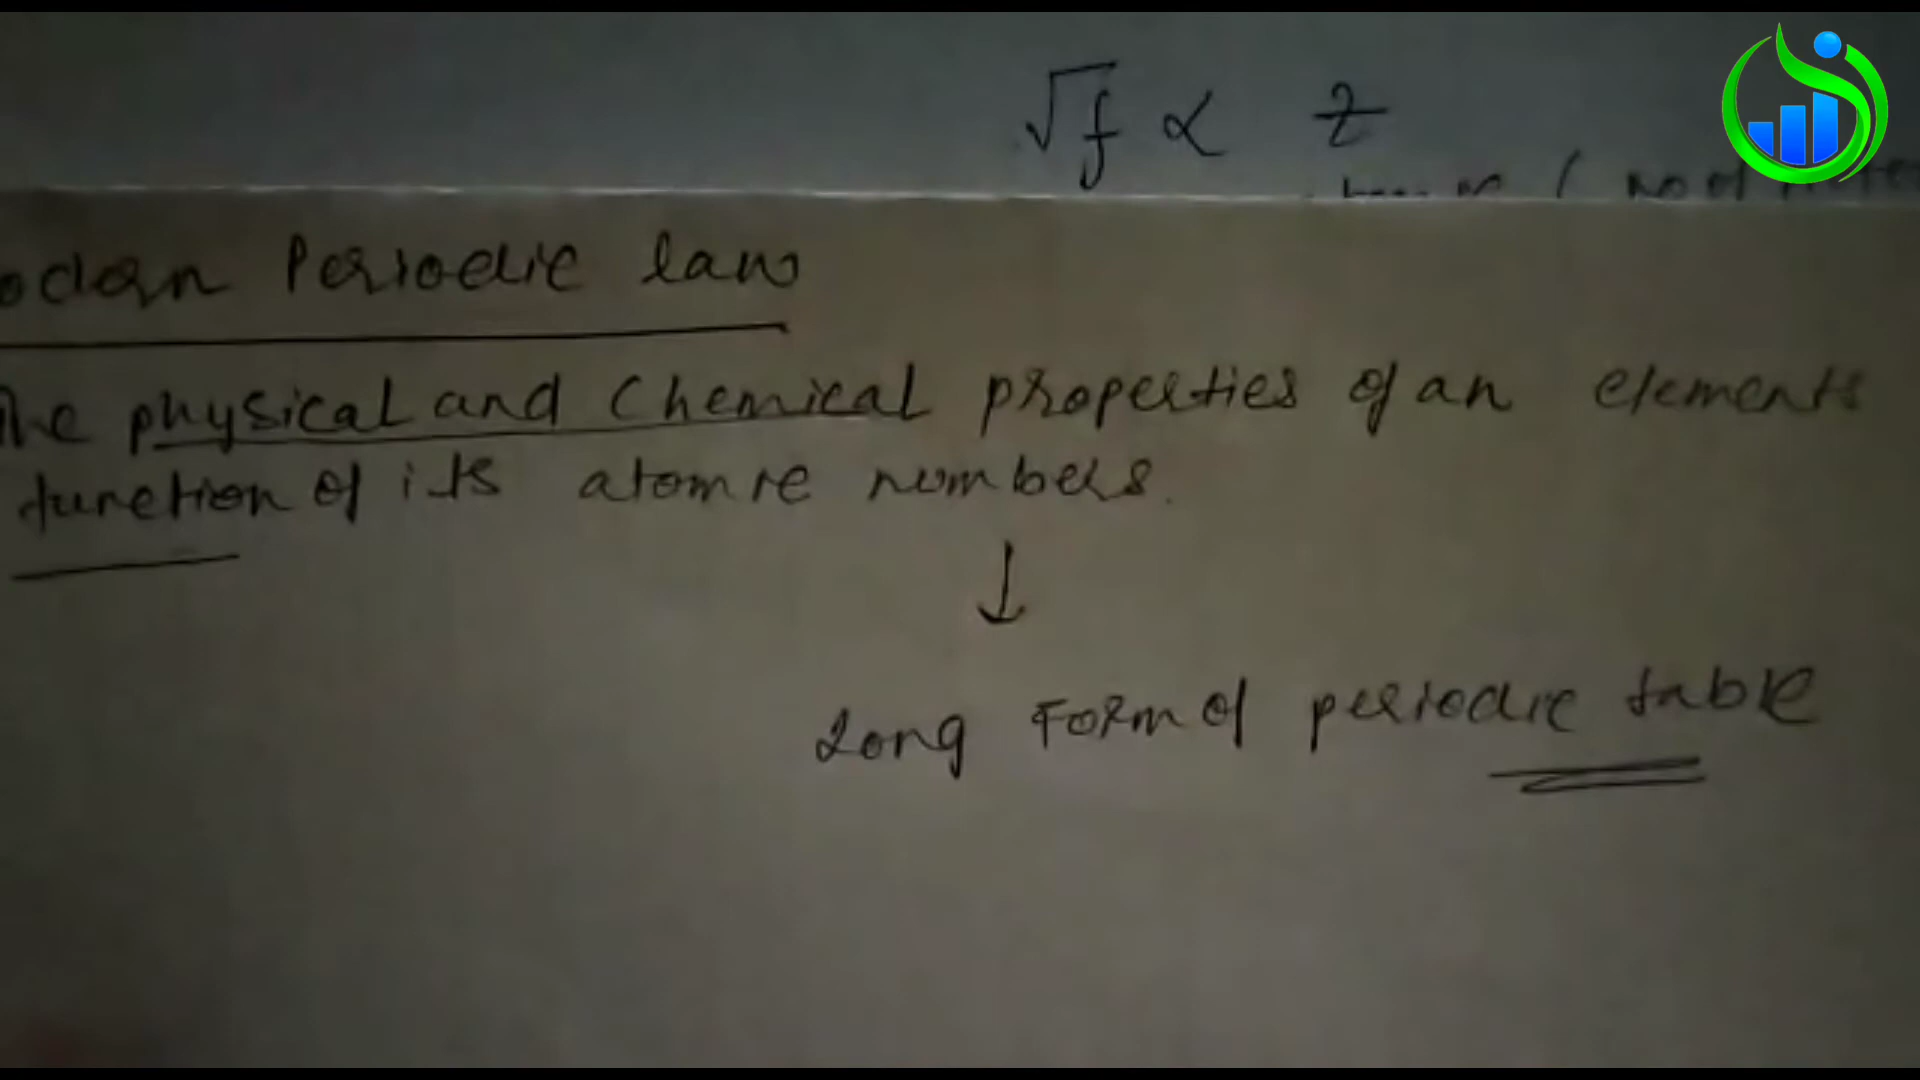 √f ∝ Z
odern Periodic law
he physical and Chemical properties of an elements
function of its atomic numbers.
↓
Long Form of periodic table